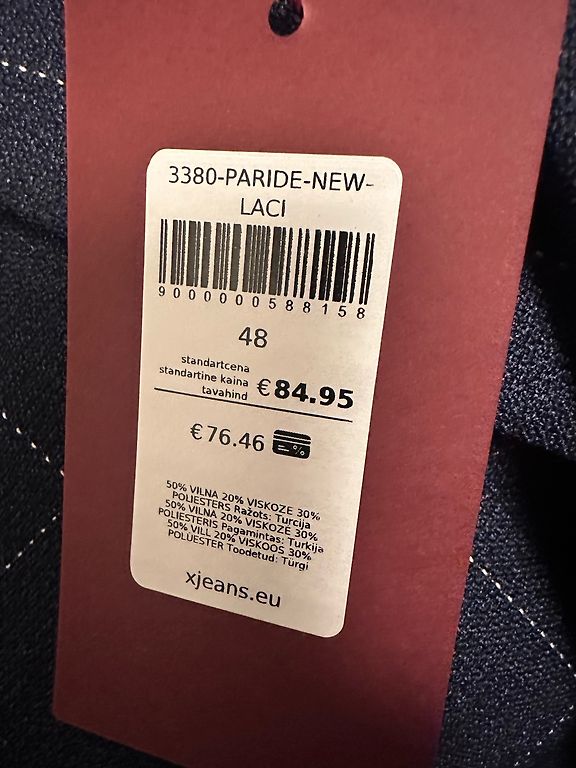 3380-PARIDE-NEW-
LACI
9000000588158
48
standartcena
standartine kaina
tavahind
€84.95
€76.46
50% VILNA 20% VISKOZE 30%
POLIESTERS Ražots: Turcija
50% VILNA 20% VISKOZE 30%
POLIESTERIS Pagamintas: Turkija
50% VILL 20% VISKOOS 30%
POLUESTER Toodetud: Türgi
xjeans.eu